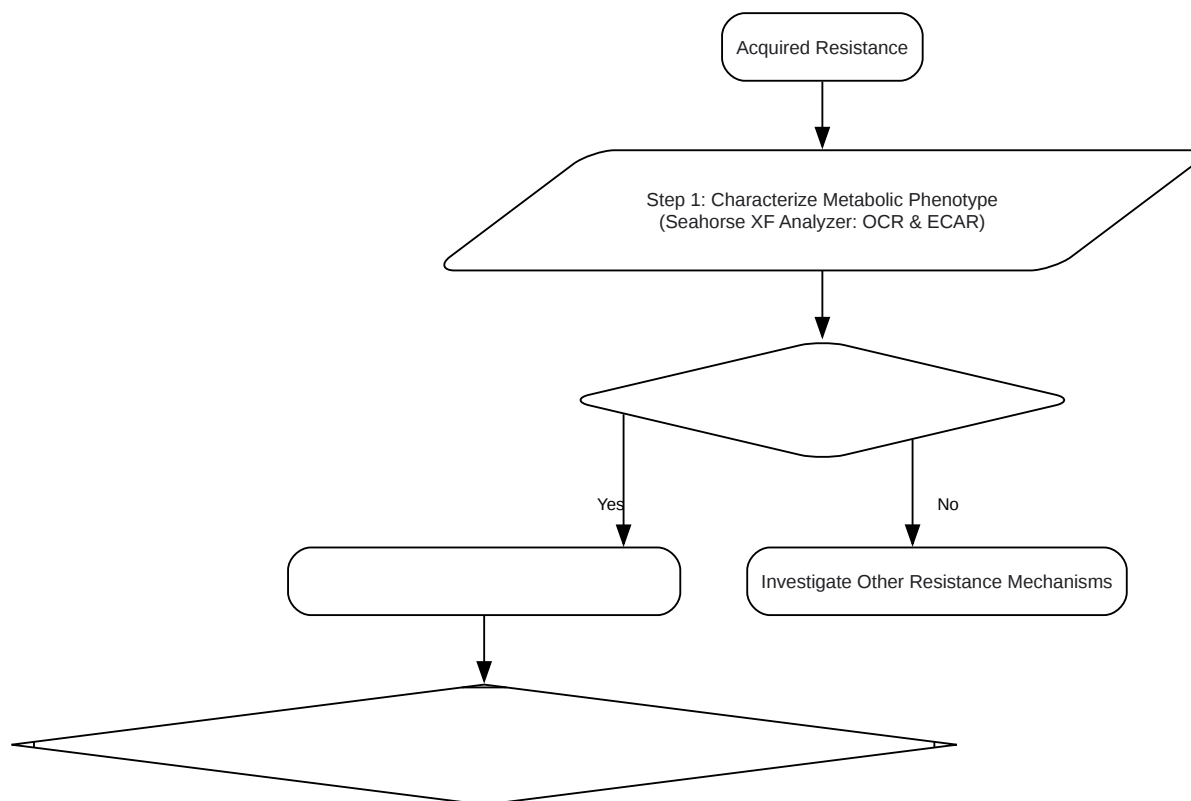 Acquired Resistance
Step 1: Characterize Metabolic Phenotype
(Seahorse XF Analyzer: OCR & ECAR)
Yes
No
Investigate Other Resistance Mechanisms